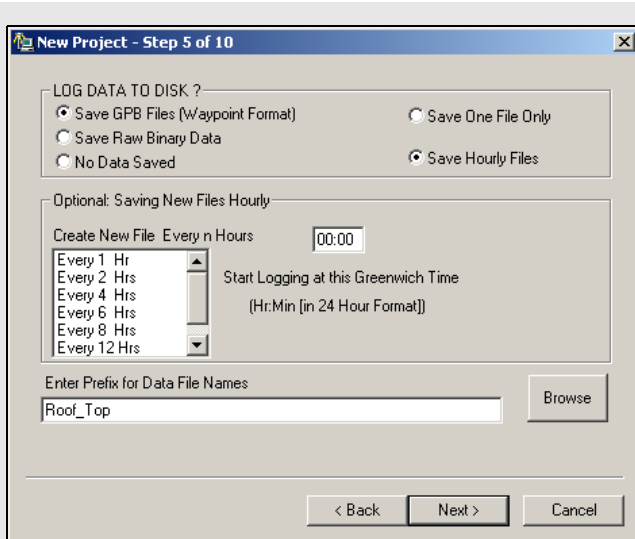 New Project - Step 5 of 10
LOG DATA TO DISK ?
Save GPB Files (Waypoint Format)
Save One File Only
Save Raw Binary Data
No Data Saved
Save Hourly Files
Optional: Saving New Files Hourly
Create New File Every n Hours
00:00
Every 1 Hr
Every 2 Hrs
Every 4 Hrs
Every 6 Hrs
Every 8 Hrs
Every 12 Hrs
Start Logging at this Greenwich Time
(Hr:Min [in 24 Hour Format])
Enter Prefix for Data File Names
Roof_Top
Browse
< Back
Next >
Cancel